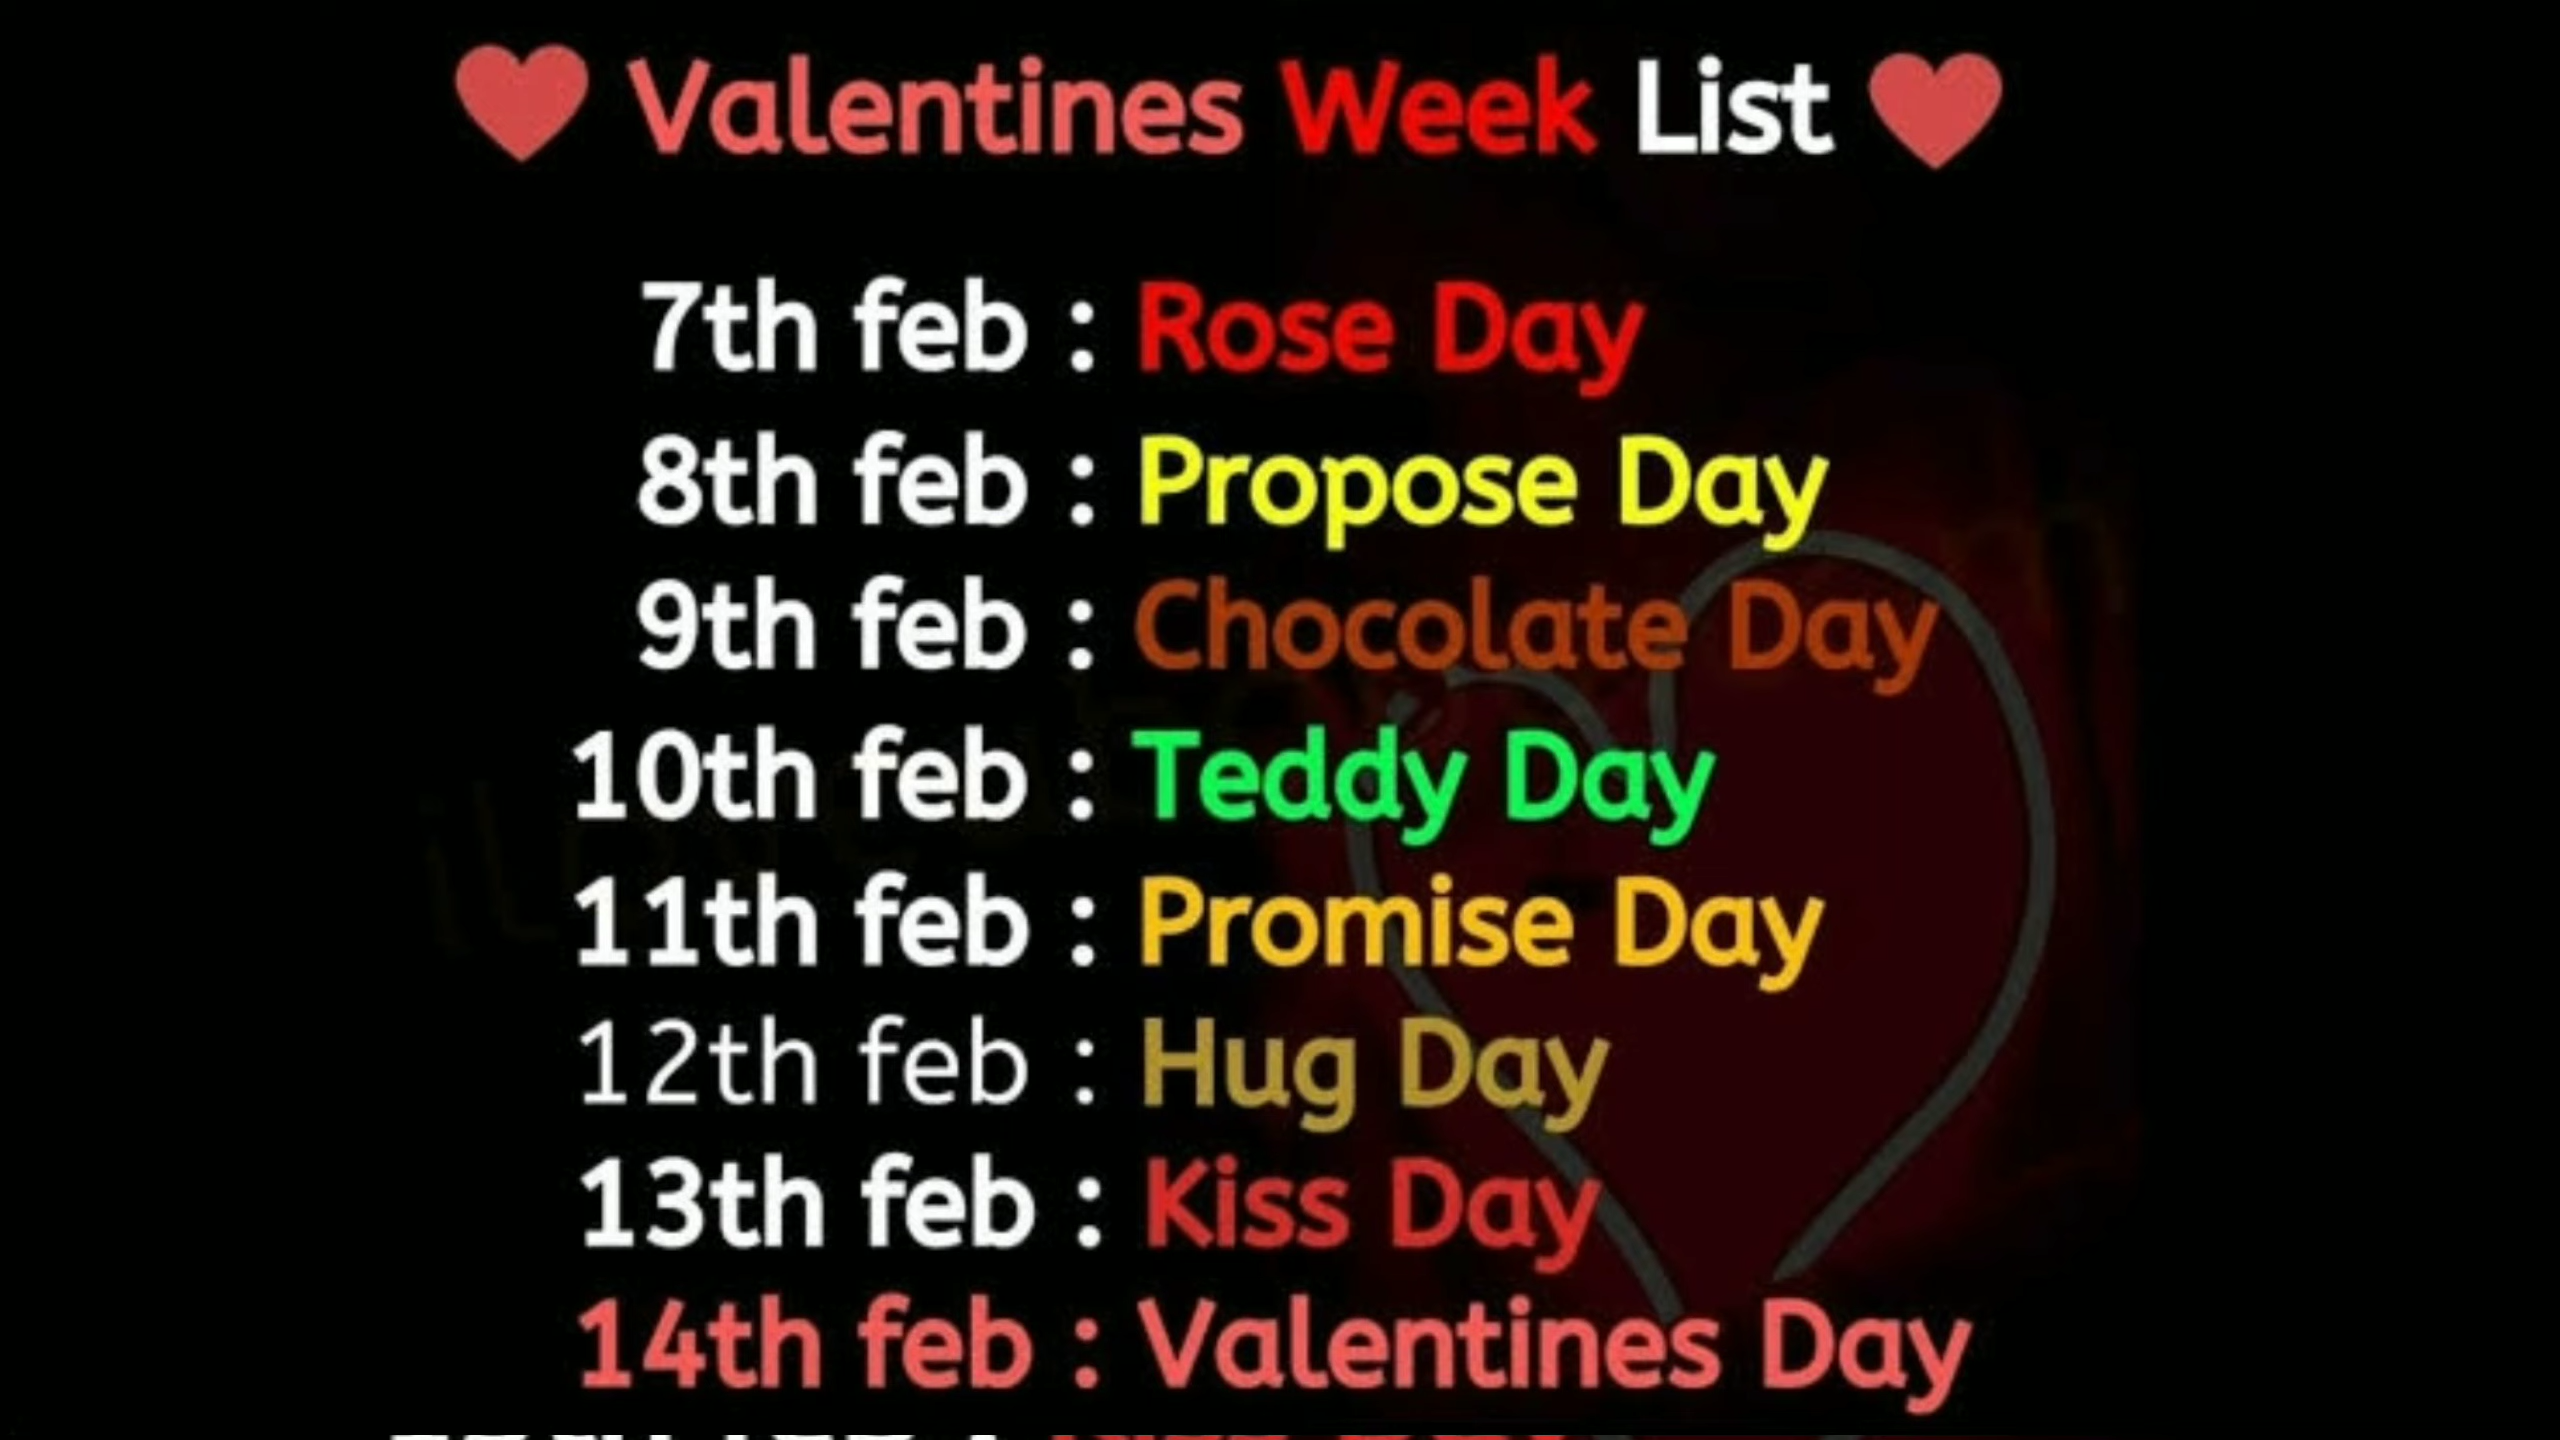 Valentines Week List
7th feb : Rose Day
8th feb : Propose Day
9th feb : Chocolate Day
10th feb : Teddy Day
11th feb : Promise Day
12th feb : Hug Day
13th feb : Kiss Day
14th feb : Valentines Day